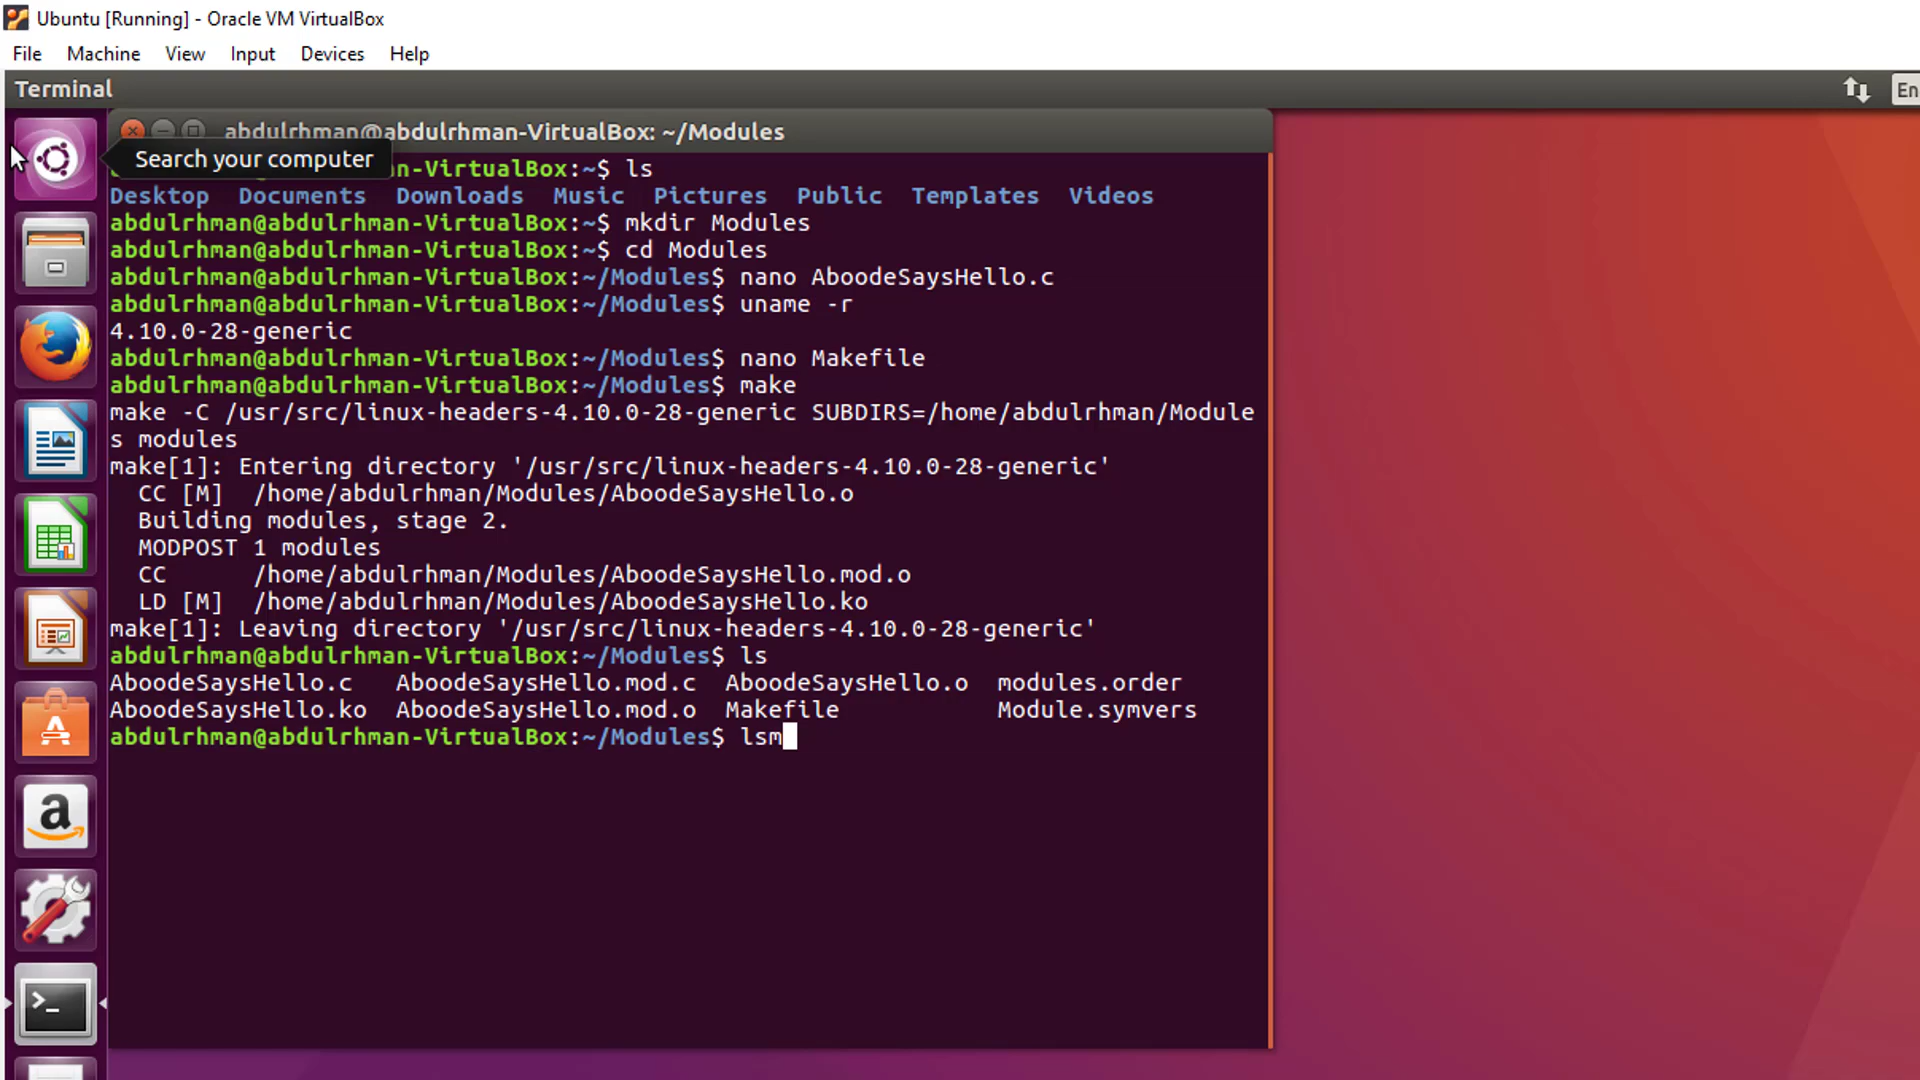 Ubuntu [Running] - Oracle VM VirtualBox
File Machine View Input Devices Help
Terminal
En
abdulrhman@abdulrhman-VirtualBox: ~/Modules
Search your computer
-VirtualBox:~$ ls
Desktop Documents Downloads Music Pictures Public Templates Videos
abdulrhman@abdulrhman-VirtualBox:~$ mkdir Modules
abdulrhman@abdulrhman-VirtualBox:~$ cd Modules
abdulrhman@abdulrhman-VirtualBox:~/Modules$ nano AboodeSaysHello.c
abdulrhman@abdulrhman-VirtualBox:~/Modules$ uname -r
4.10.0-28-generic
abdulrhman@abdulrhman-VirtualBox:~/Modules$ nano Makefile
abdulrhman@abdulrhman-VirtualBox:~/Modules$ make
make -C /usr/src/linux-headers-4.10.0-28-generic SUBDIRS=/home/abdulrhman/Module
s modules
make[1]: Entering directory '/usr/src/linux-headers-4.10.0-28-generic'
CC [M] /home/abdulrhman/Modules/AboodeSaysHello.o
Building modules, stage 2.
MODPOST 1 modules
CC /home/abdulrhman/Modules/AboodeSaysHello.mod.o
LD [M] /home/abdulrhman/Modules/AboodeSaysHello.ko
make[1]: Leaving directory '/usr/src/linux-headers-4.10.0-28-generic'
abdulrhman@abdulrhman-VirtualBox:~/Modules$ ls
AboodeSaysHello.c AboodeSaysHello.mod.c AboodeSaysHello.o modules.order
AboodeSaysHello.ko AboodeSaysHello.mod.o Makefile Module.symvers
abdulrhman@abdulrhman-VirtualBox:~/Modules$ lsm